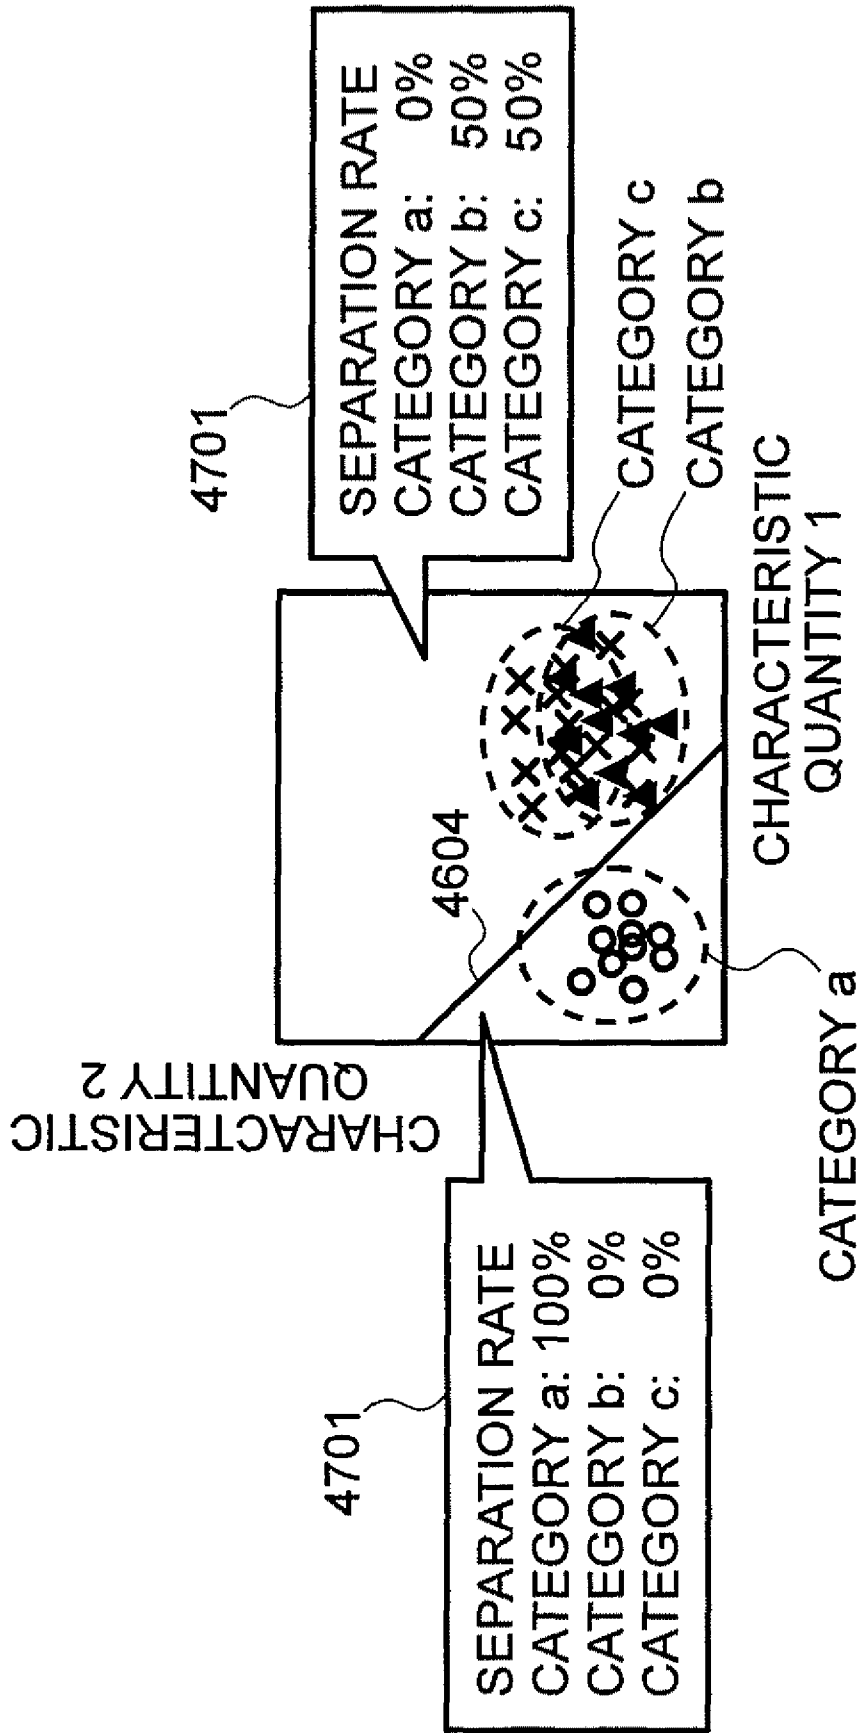 4701
SEPARATION RATE
CATEGORY a: 100%
CATEGORY b: 0%
CATEGORY c: 0%
CHARACTERISTIC
QUANTITY 2
4604
4701
SEPARATION RATE
CATEGORY a: 0%
CATEGORY b: 50%
CATEGORY c: 50%
CATEGORY c
CATEGORY b
CHARACTERISTIC
QUANTITY 1
CATEGORY a